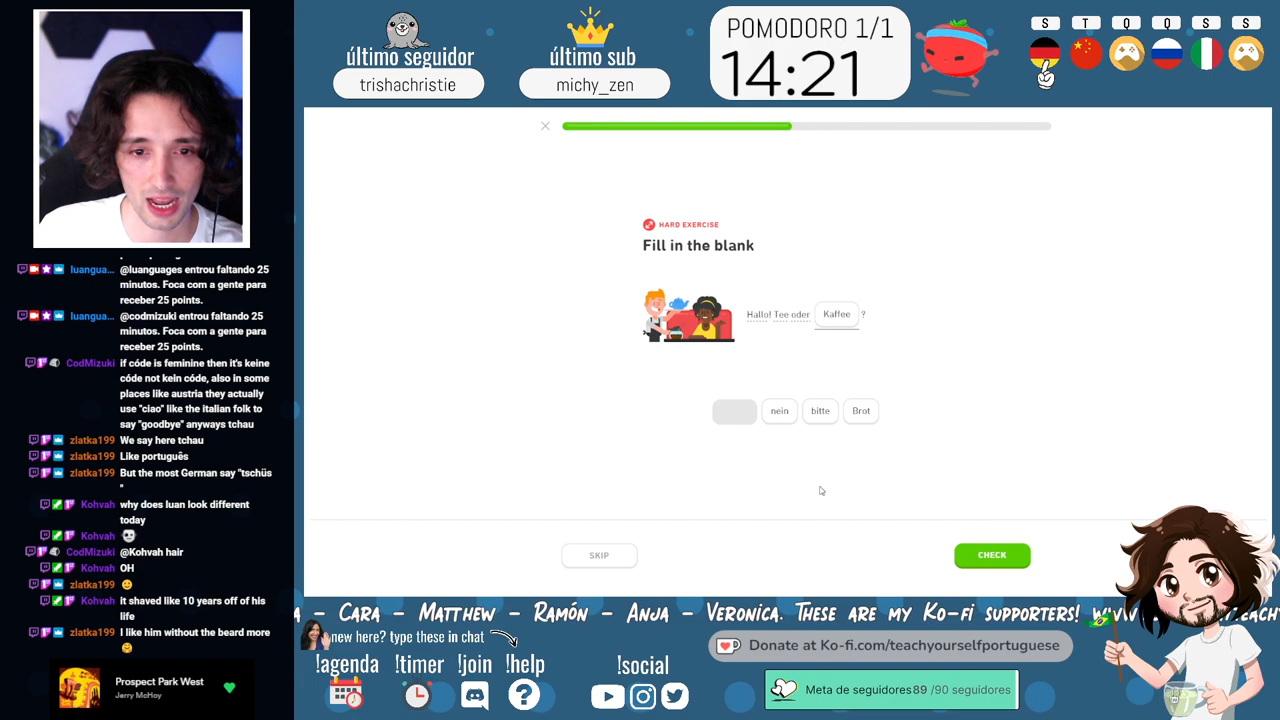 último seguidor
trishachristie
último sub
michy_zen
POMODORO 1/1
14:21
S T Q Q S S
luangua... @luanguages entrou faltando 25
minutos. Foca com a gente para
receber 25 points.
luangua... @codmizuki entrou faltando 25
minutos. Foca com a gente para
receber 25 points.
CodMizuki if códe is feminine then it's keine
códe not kein códe, also in some
places like austria they actually
use "ciao" like the italian folk to
say "goodbye" anyways tchau
zlatka199 We say here tchau
zlatka199 Like português
zlatka199 But the most German say "tschüs
"
Kohvah why does luan look different
today
Kohvah
CodMizuki @Kohvah hair
Kohvah OH
zlatka199
Kohvah it shaved like 10 years off of his
life
zlatka199 I like him without the beard more
Prospect Park West
Jerry McHoy
HARD EXERCISE
Fill in the blank
Hallo! Tee oder Kaffee ?
nein bitte Brot
SKIP
CHECK
a - Cara - Matthew - Ramón - Anja - Veronica. These are my Ko-fi supporters!
new here? type these in chat
!agenda !timer !join !help
!social
Donate at Ko-fi.com/teachyourselfportuguese
Meta de seguidores 89 /90 seguidores